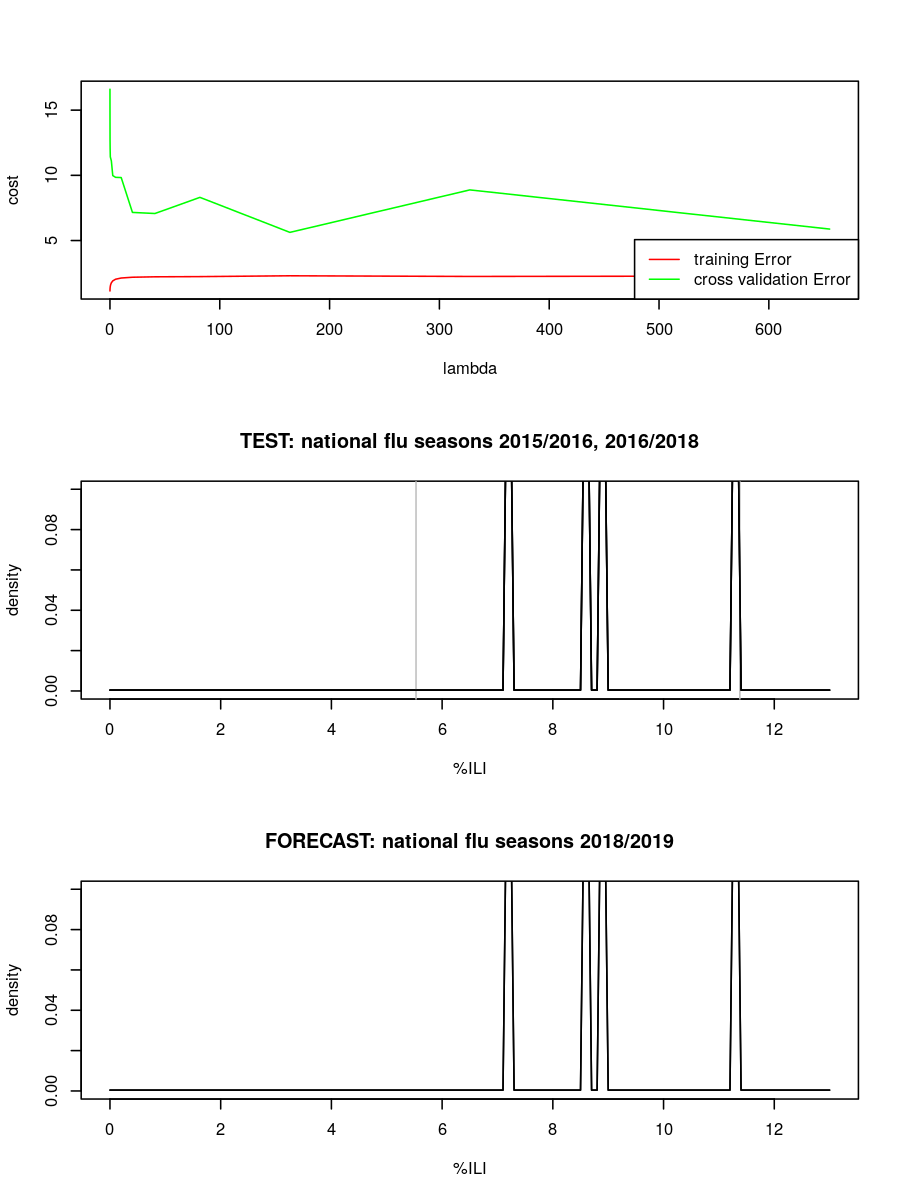 cost
15
10
5
training Error
cross validation Error
0 100 200 300 400 500 600
lambda
TEST: national flu seasons 2015/2016, 2016/2018
density
0.08
0.04
0.00
0 2 4 6 8 10 12
%ILI
FORECAST: national flu seasons 2018/2019
density
0.08
0.04
0.00
0 2 4 6 8 10 12
%ILI